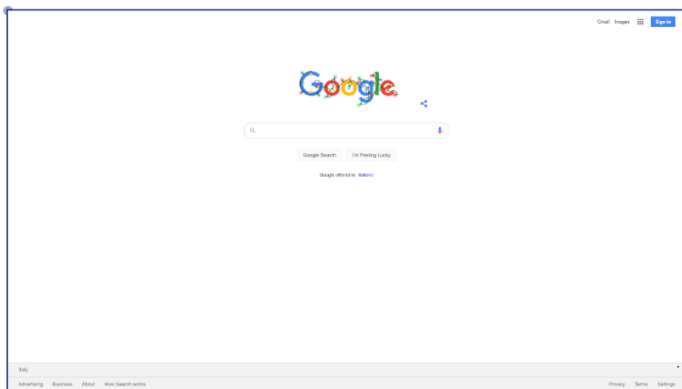 Gmail Images Sign in
Google
Google Search I'm Feeling Lucky
Google offered in: Italiano
Italy
Advertising Business About How Search works Privacy Terms Settings